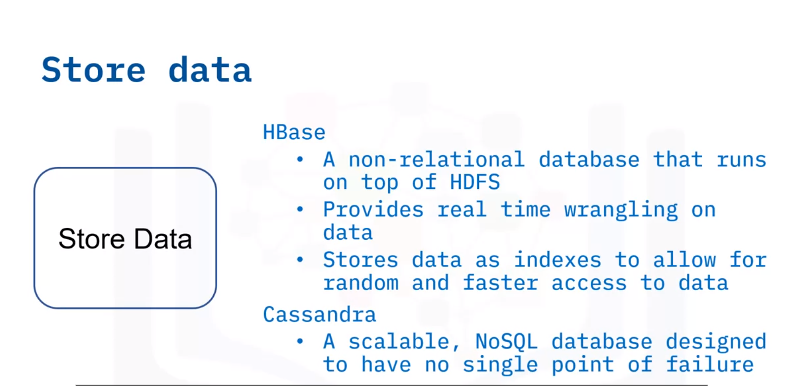 Store data
Store Data
HBase
• A non-relational database that runs
on top of HDFS
• Provides real time wrangling on
data
• Stores data as indexes to allow for
random and faster access to data
Cassandra
• A scalable, NoSQL database designed
to have no single point of failure